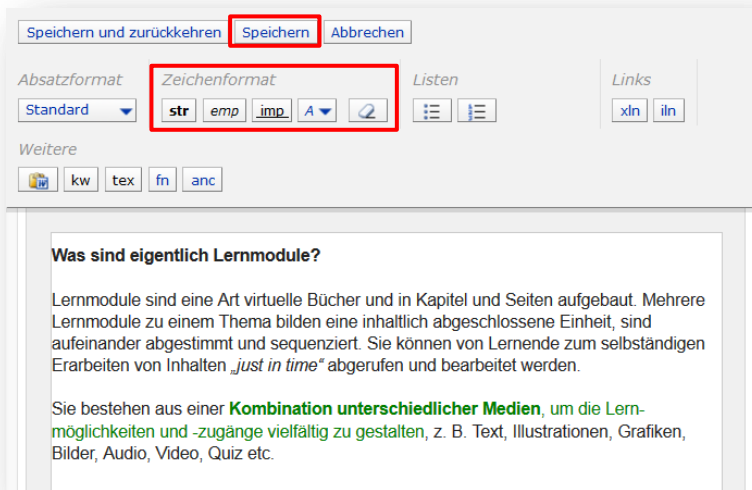 Speichern und zurückkehren Speichern Abbrechen
Absatzformat Zeichenformat Listen Links
Standard str emp imp A xln iln
Weitere
kw tex fn anc
Was sind eigentlich Lernmodule?
Lernmodule sind eine Art virtuelle Bücher und in Kapitel und Seiten aufgebaut. Mehrere
Lernmodule zu einem Thema bilden eine inhaltlich abgeschlossene Einheit, sind
aufeinander abgestimmt und sequenziert. Sie können von Lernende zum selbständigen
Erarbeiten von Inhalten „just in time“ abgerufen und bearbeitet werden.
Sie bestehen aus einer Kombination unterschiedlicher Medien, um die Lern-
möglichkeiten und -zugänge vielfältig zu gestalten, z. B. Text, Illustrationen, Grafiken,
Bilder, Audio, Video, Quiz etc.